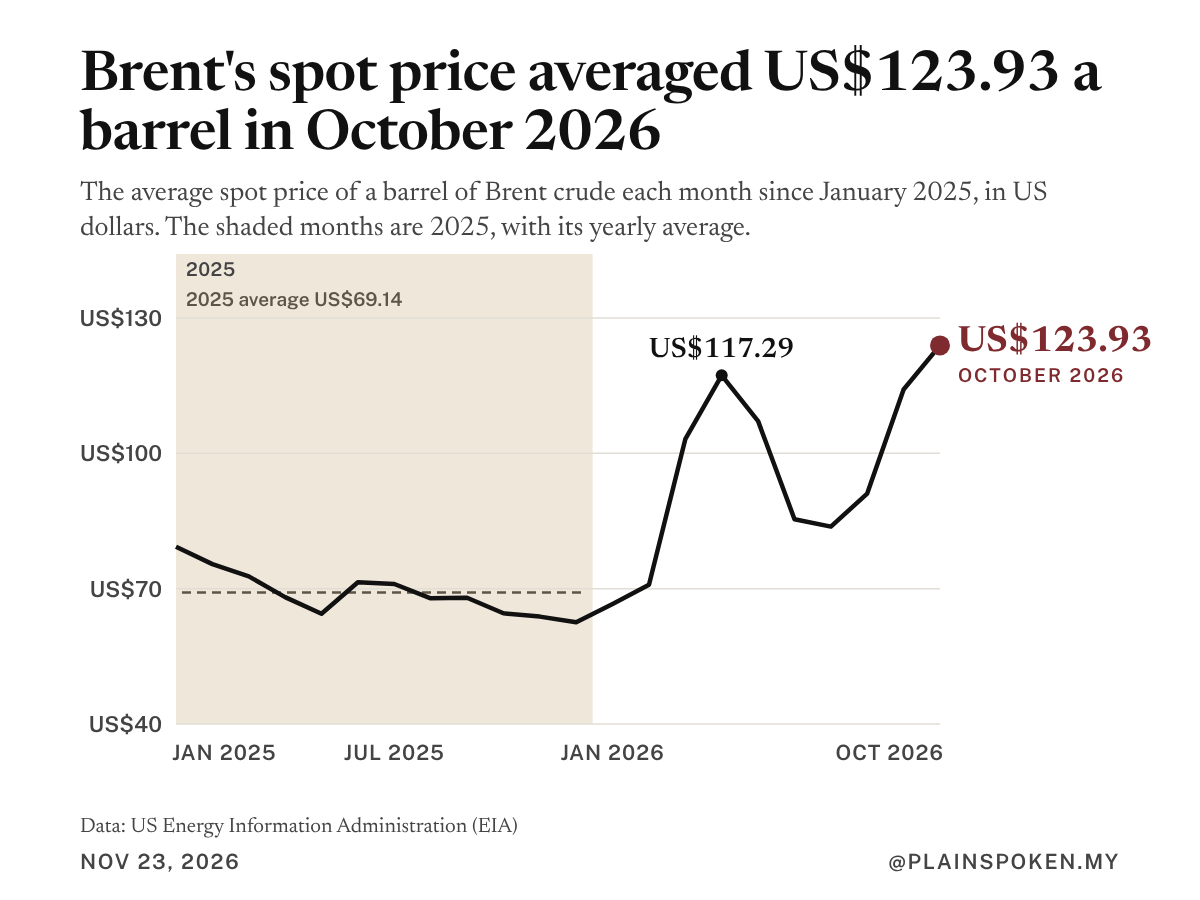 Brent's spot price averaged US$123.93 a
barrel in October 2026
The average spot price of a barrel of Brent crude each month since January 2025, in US
dollars. The shaded months are 2025, with its yearly average.
2025
2025 average US$69.14
US$130
US$117.29
US$123.93
OCTOBER 2026
US$100
US$70
US$40
JAN 2025
JUL 2025
JAN 2026
OCT 2026
Data: US Energy Information Administration (EIA)
NOV 23, 2026
@PLAINSPOKEN.MY